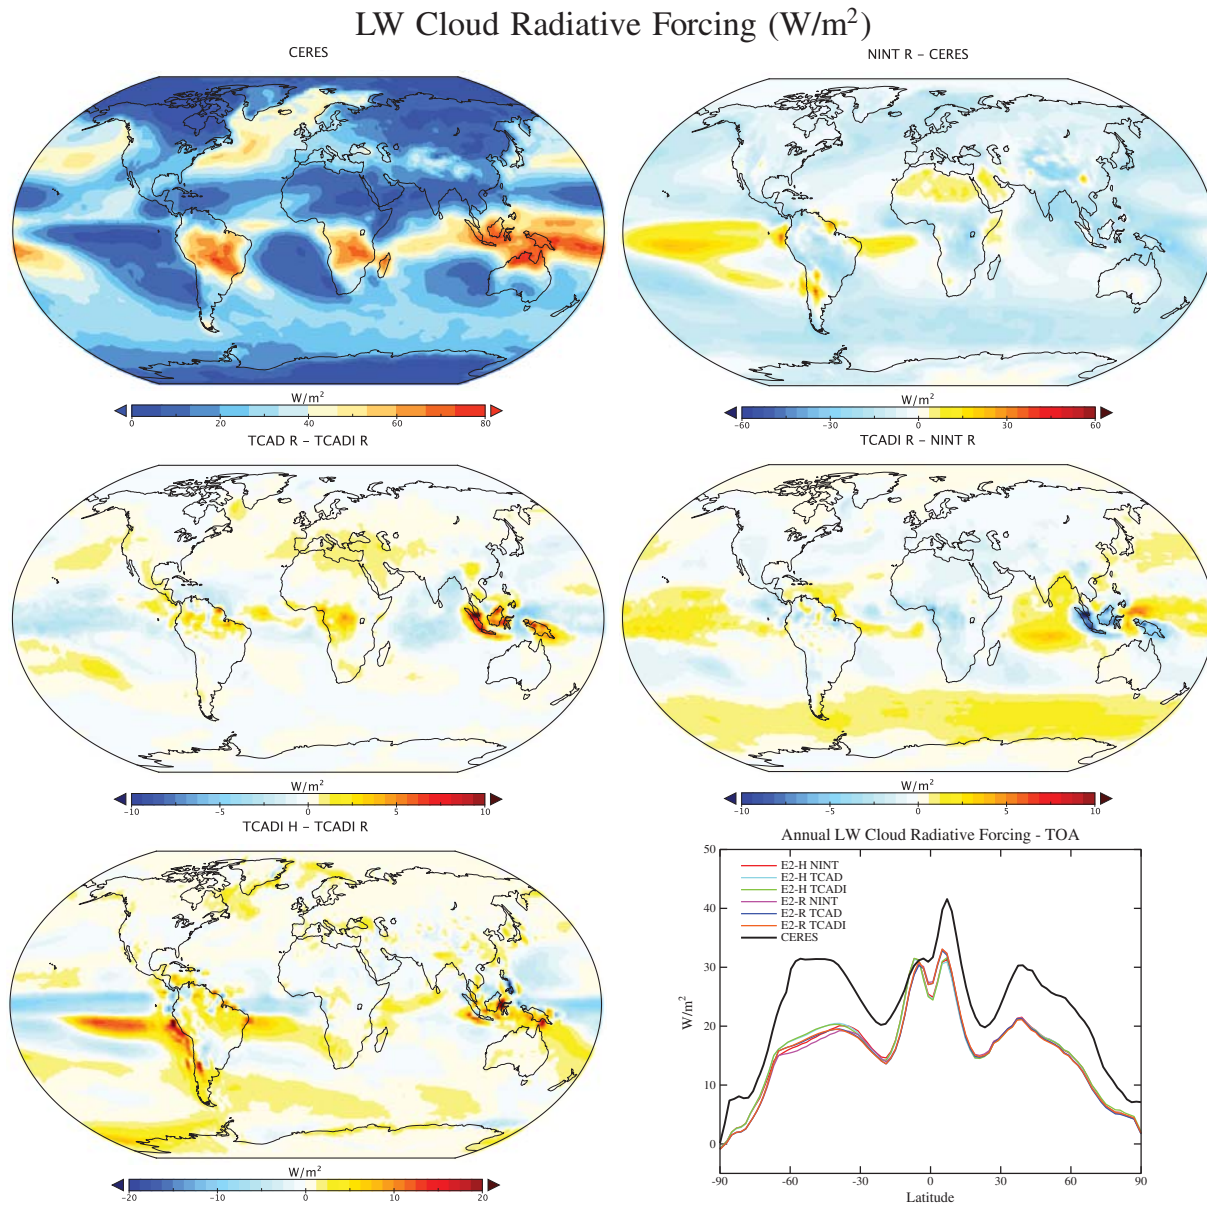 LW Cloud Radiative Forcing (W/m²)
CERES
NINT R – CERES
W/m²
0 20 40 60 80
W/m²
−60 −30 0 30 60
TCAD R – TCADI R
TCADI R – NINT R
W/m²
−10 −5 0 5 10
W/m²
−10 −5 0 5 10
TCADI H – TCADI R
W/m²
−20 −10 0 10 20
Annual LW Cloud Radiative Forcing - TOA
50
40
30
20
10
0
W/m²
E2-H NINT
E2-H TCAD
E2-H TCADI
E2-R NINT
E2-R TCAD
E2-R TCADI
CERES
-90 -60 -30 0 30 60 90
Latitude